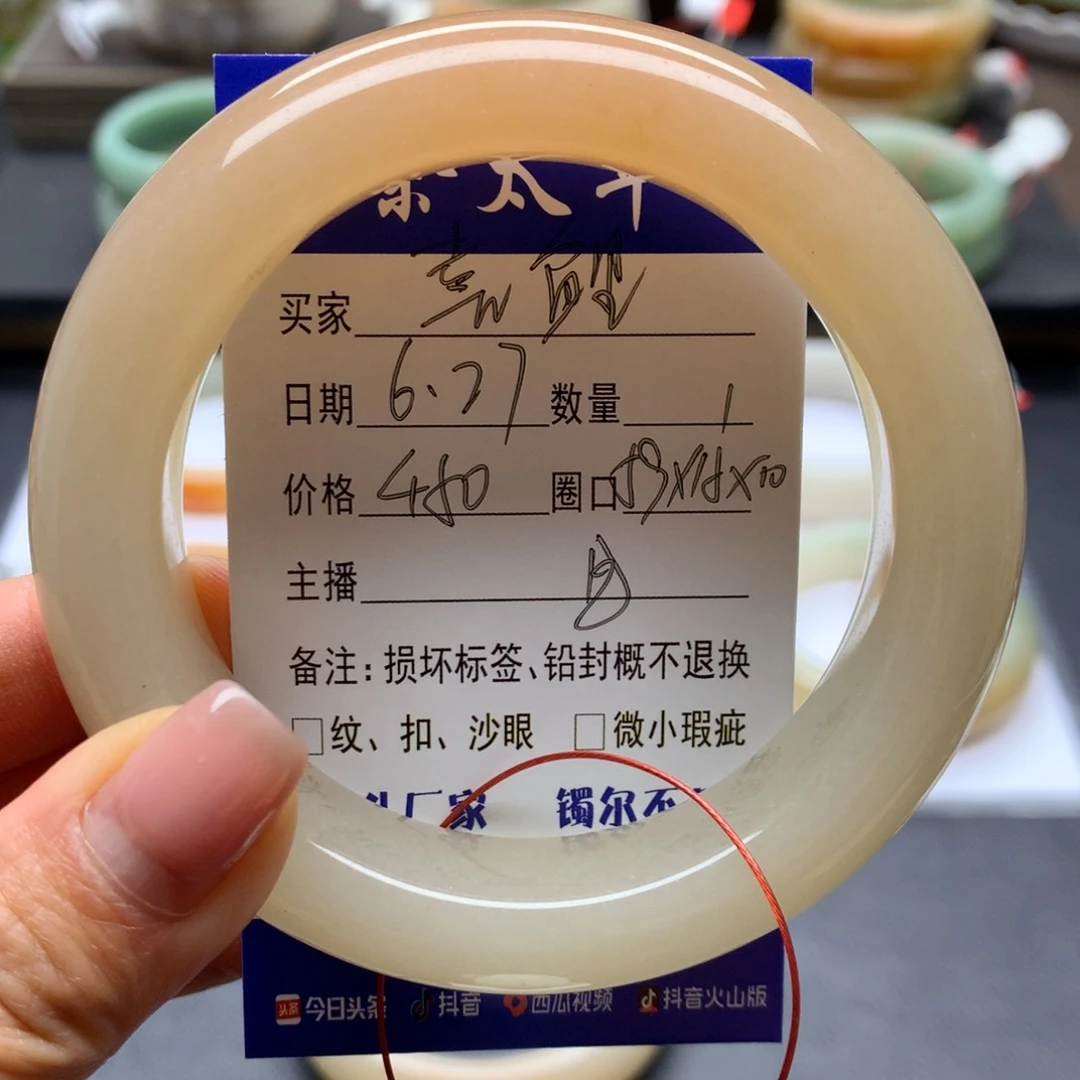 太
买家
日期 6.27 数量 1
价格 450 圈口
主播
备注：损坏标签、铅封概不退换
□纹、扣、沙眼 □微小瑕疵
厂家 镯尔不
今日头条 抖音 西瓜视频 抖音火山版